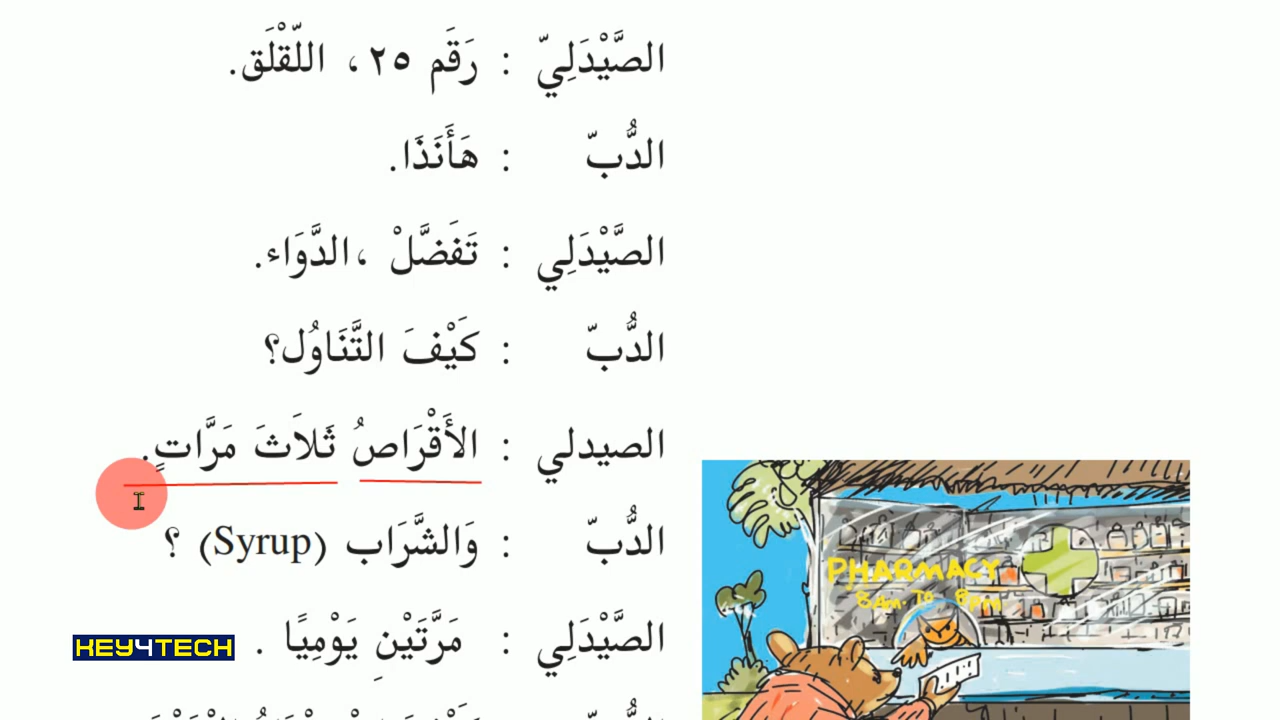 الصَّيْدَلِيّ : رَقَم ٢٥، اللَّقْلَق.
الدُّبّ : هَأَنَذَا.
الصَّيْدَلِي : تَفَضَّلْ ،الدَّوَاء.
الدُّبّ : كَيْفَ التَّنَاوُل؟
الصيدلي : الأَقْرَاصُ ثَلاَثَ مَرَّاتٍ.
الدُّبّ : وَالشَّرَاب (Syrup) ؟
الصَّيْدَلِي : مَرَّتَيْنِ يَوْمِيًا .
PHARMACY
8am TO 8pm
KEY4TECH